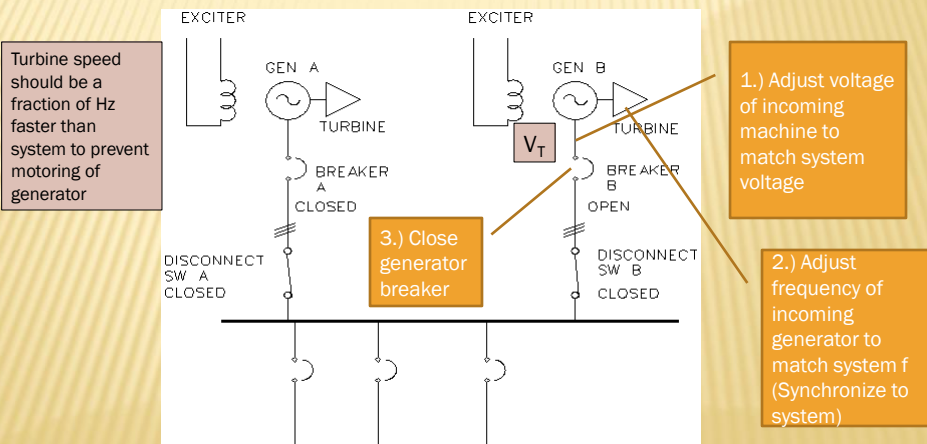 EXCITER
EXCITER
Turbine speed
should be a
fraction of Hz
faster than
system to prevent
motoring of
generator
GEN A
TURBINE
BREAKER
A
CLOSED
DISCONNECT
SW A
CLOSED
GEN B
TURBINE
V_T
BREAKER
B
OPEN
DISCONNECT
SW B
CLOSED
1.) Adjust voltage
of incoming
machine to
match system
voltage
3.) Close
generator
breaker
2.) Adjust
frequency of
incoming
generator to
match system f
(Synchronize to
system)